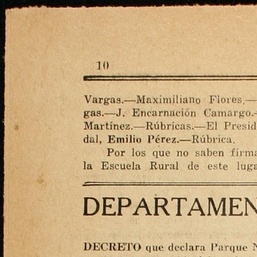 10
Vargas.—Maximiliano Flores.—
gas.—J. Encarnación Camargo.—
Martínez.—Rúbricas.—El Presid
dal, Emilio Pérez.—Rúbrica.
Por los que no saben firma
la Escuela Rural de este luga
DEPARTAMEN
DECRETO que declara Parque N